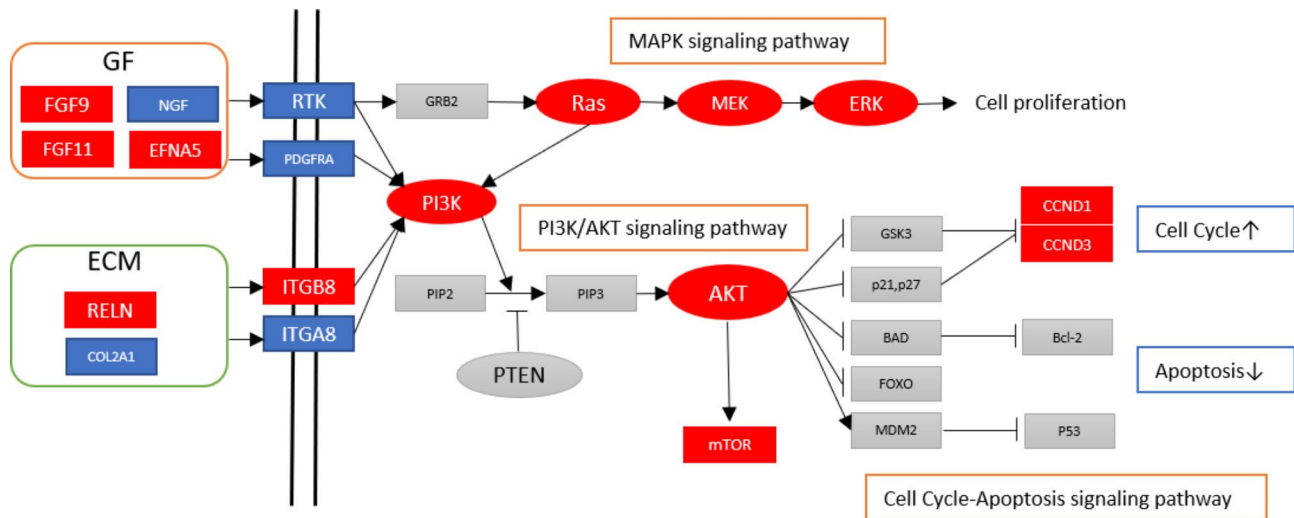 MAPK signaling pathway
GF
FGF9
NGF
FGF11
EFNA5
RTK
GRB2
Ras
MEK
ERK
Cell proliferation
PDGFRA
PI3K
PI3K/AKT signaling pathway
ECM
RELN
COL2A1
ITGB8
ITGA8
PIP2
PIP3
AKT
PTEN
mTOR
GSK3
p21,p27
BAD
FOXO
MDM2
CCND1
CCND3
Bcl-2
P53
Cell Cycle↑
Apoptosis↓
Cell Cycle-Apoptosis signaling pathway